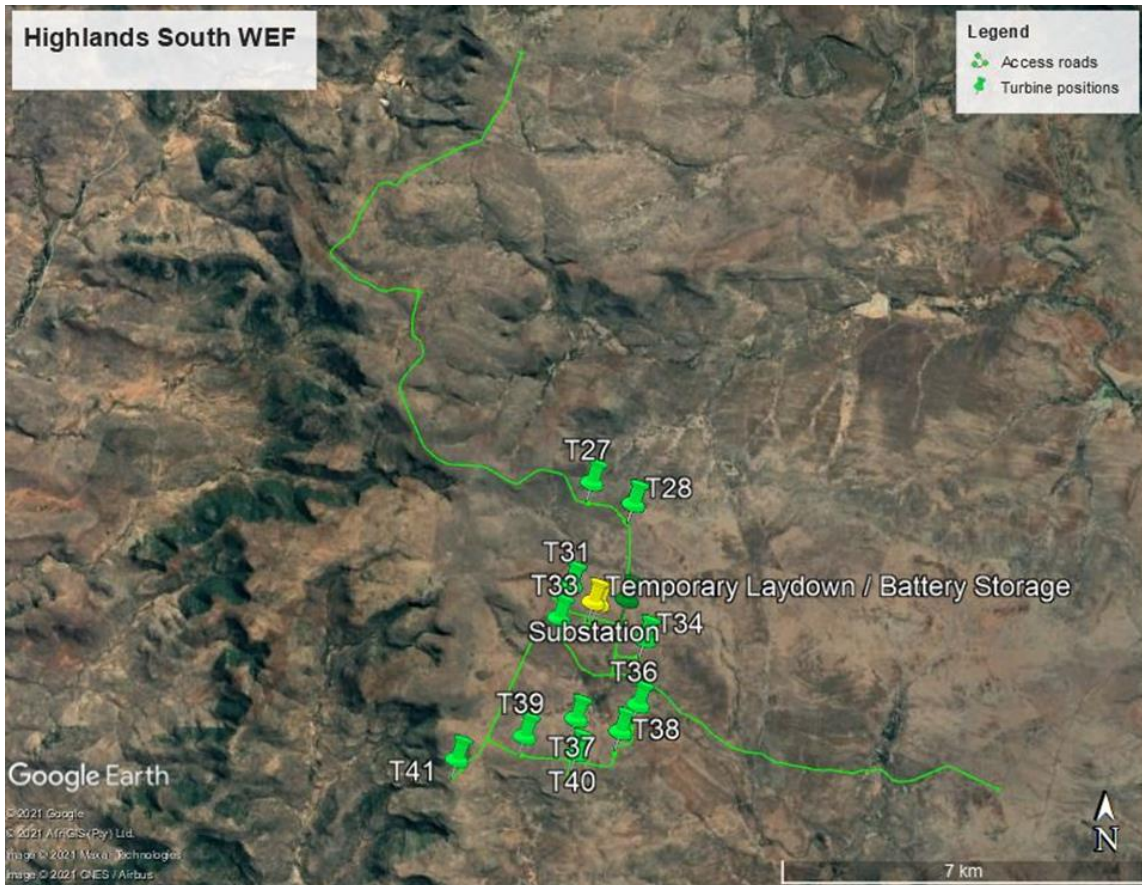 Highlands South WEF
Legend
Access roads
Turbine positions
T27
T28
T31
T33
Temporary Laydown / Battery Storage
Substation
T34
T36
T39
T38
T37
T41
T40
Google Earth
© 2021 Google
© 2021 AfriGIS (Pty) Ltd.
Image © 2021 Maxar Technologies
Image © 2021 CNES / Airbus
N
7 km